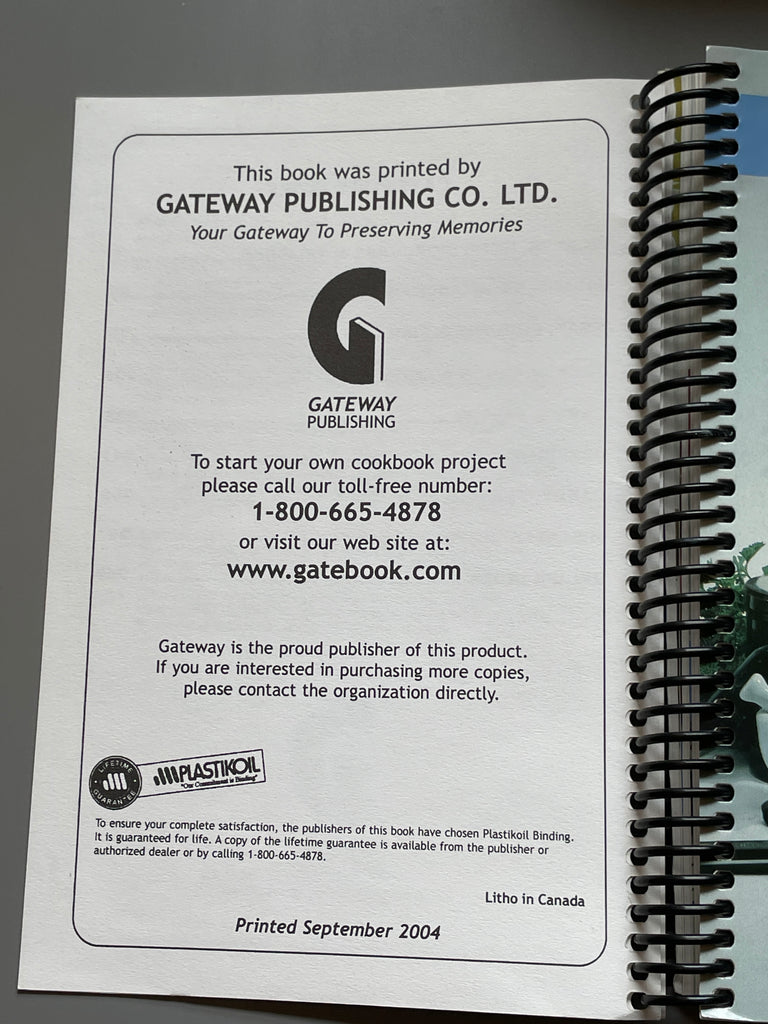 This book was printed by
GATEWAY PUBLISHING CO. LTD.
Your Gateway To Preserving Memories
GATEWAY
PUBLISHING
To start your own cookbook project
please call our toll-free number:
1-800-665-4878
or visit our web site at:
www.gatebook.com
Gateway is the proud publisher of this product.
If you are interested in purchasing more copies,
please contact the organization directly.
LIFETIME
GUARANTEE
PLASTIKOIL
"Our Commitment is Binding"
To ensure your complete satisfaction, the publishers of this book have chosen Plastikoil Binding.
It is guaranteed for life. A copy of the lifetime guarantee is available from the publisher or
authorized dealer or by calling 1-800-665-4878.
Litho in Canada
Printed September 2004